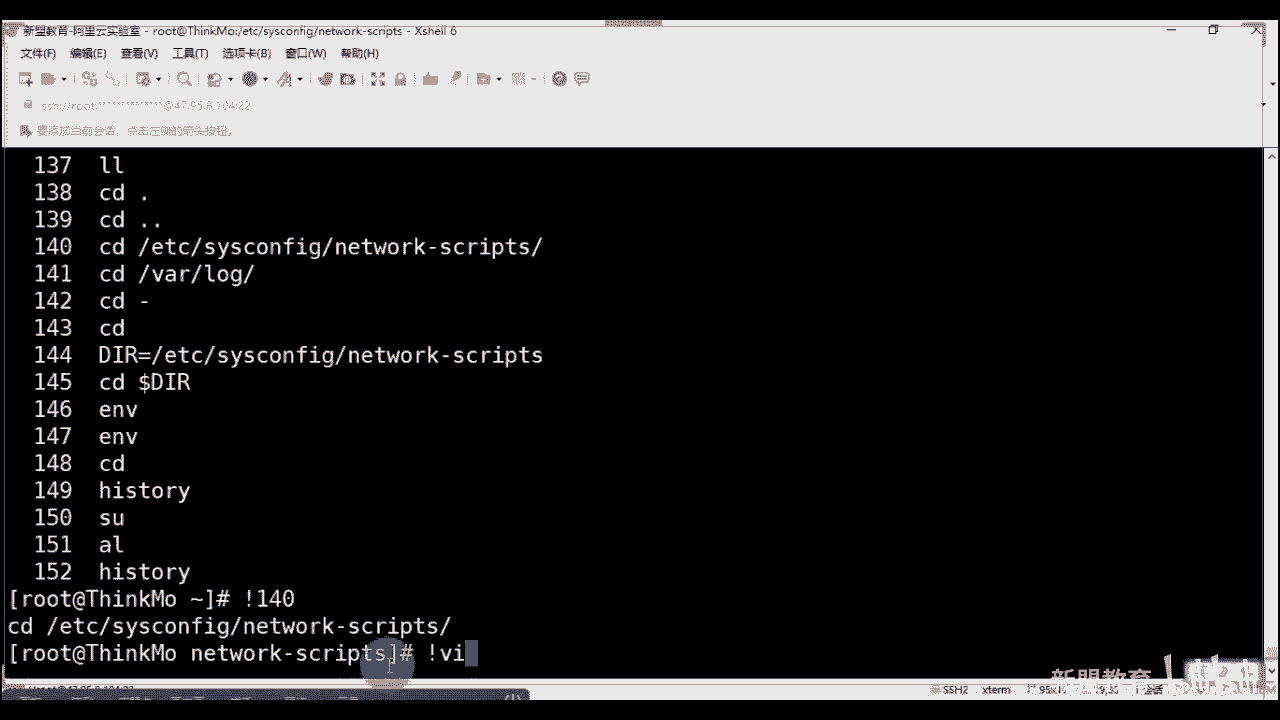 新盟教育-阿里云实验室 - root@ThinkMo:/etc/sysconfig/network-scripts - Xshell 6
文件(F) 编辑(E) 查看(V) 工具(T) 选项卡(B) 窗口(W) 帮助(H)
ssh://root:**************@47.95.6.104:22
要添加当前会话，点击左侧的箭头按钮。
137 ll
138 cd .
139 cd ..
140 cd /etc/sysconfig/network-scripts/
141 cd /var/log/
142 cd -
143 cd
144 DIR=/etc/sysconfig/network-scripts
145 cd $DIR
146 env
147 env
148 cd
149 history
150 su
151 al
152 history
[root@ThinkMo ~]# !140
cd /etc/sysconfig/network-scripts/
[root@ThinkMo network-scripts]# !vi
新盟教育
SSH2 xterm